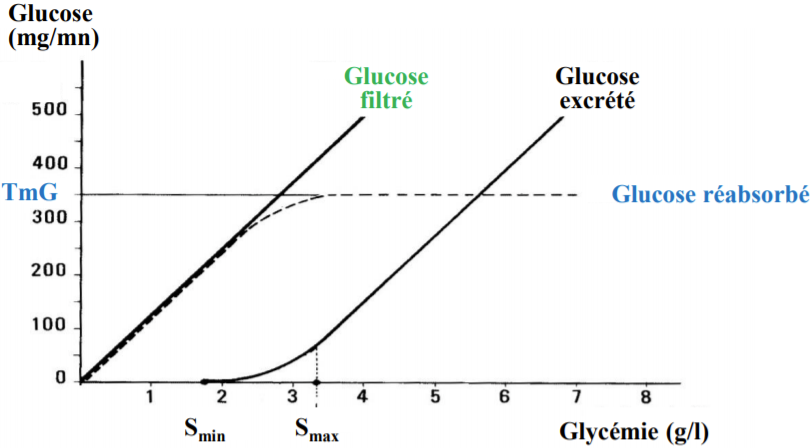 Glucose
(mg/mn)
Glucose
filtré
Glucose
excrété
500
400
TmG
Glucose réabsorbé
300
200
100
0
1 2 3 4 5 6 7 8
Smin Smax Glycémie (g/l)